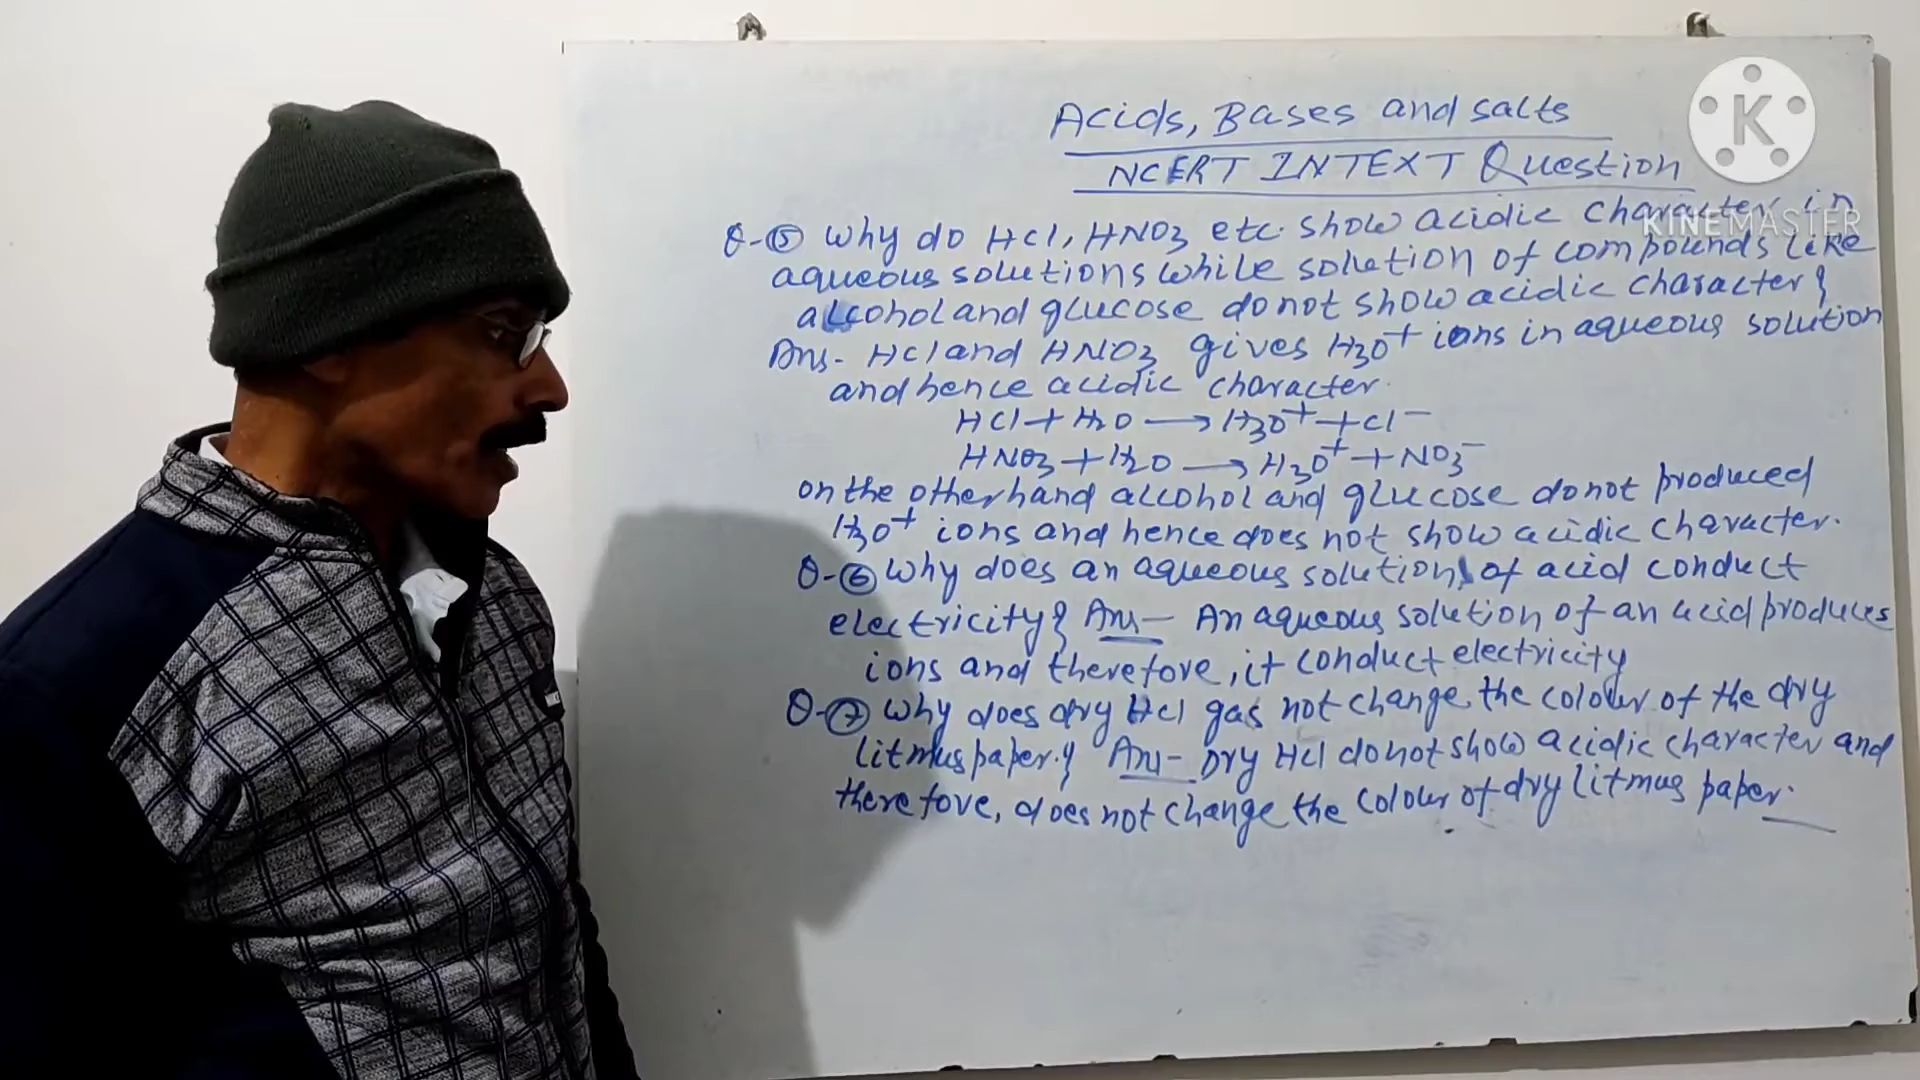 Acids, Bases and salts
NCERT INTEXT Question
Q-⑤ Why do HCl, HNO3 etc. show acidic character in
aqueous solutions while solution of compounds like
alcohol and glucose do not show acidic character?
Ans- HCl and HNO3 gives H3O+ ions in aqueous solution
and hence acidic character.
HCl + H2O → H3O+ + Cl-
HNO3 + H2O → H3O+ + NO3-
on the otherhand alcohol and glucose do not produced
H3O+ ions and hence does not show acidic character.
Q-⑥ Why does an aqueous solution of acid conduct
electricity? Ans- An aqueous solution of an acid produces
ions and therefore, it conduct electricity
Q-⑦ Why does dry HCl gas not change the colour of the dry
litmus paper.? Ans- Dry HCl do not show acidic character and
therefore, does not change the colour of dry litmus paper.
K
KINEMASTER